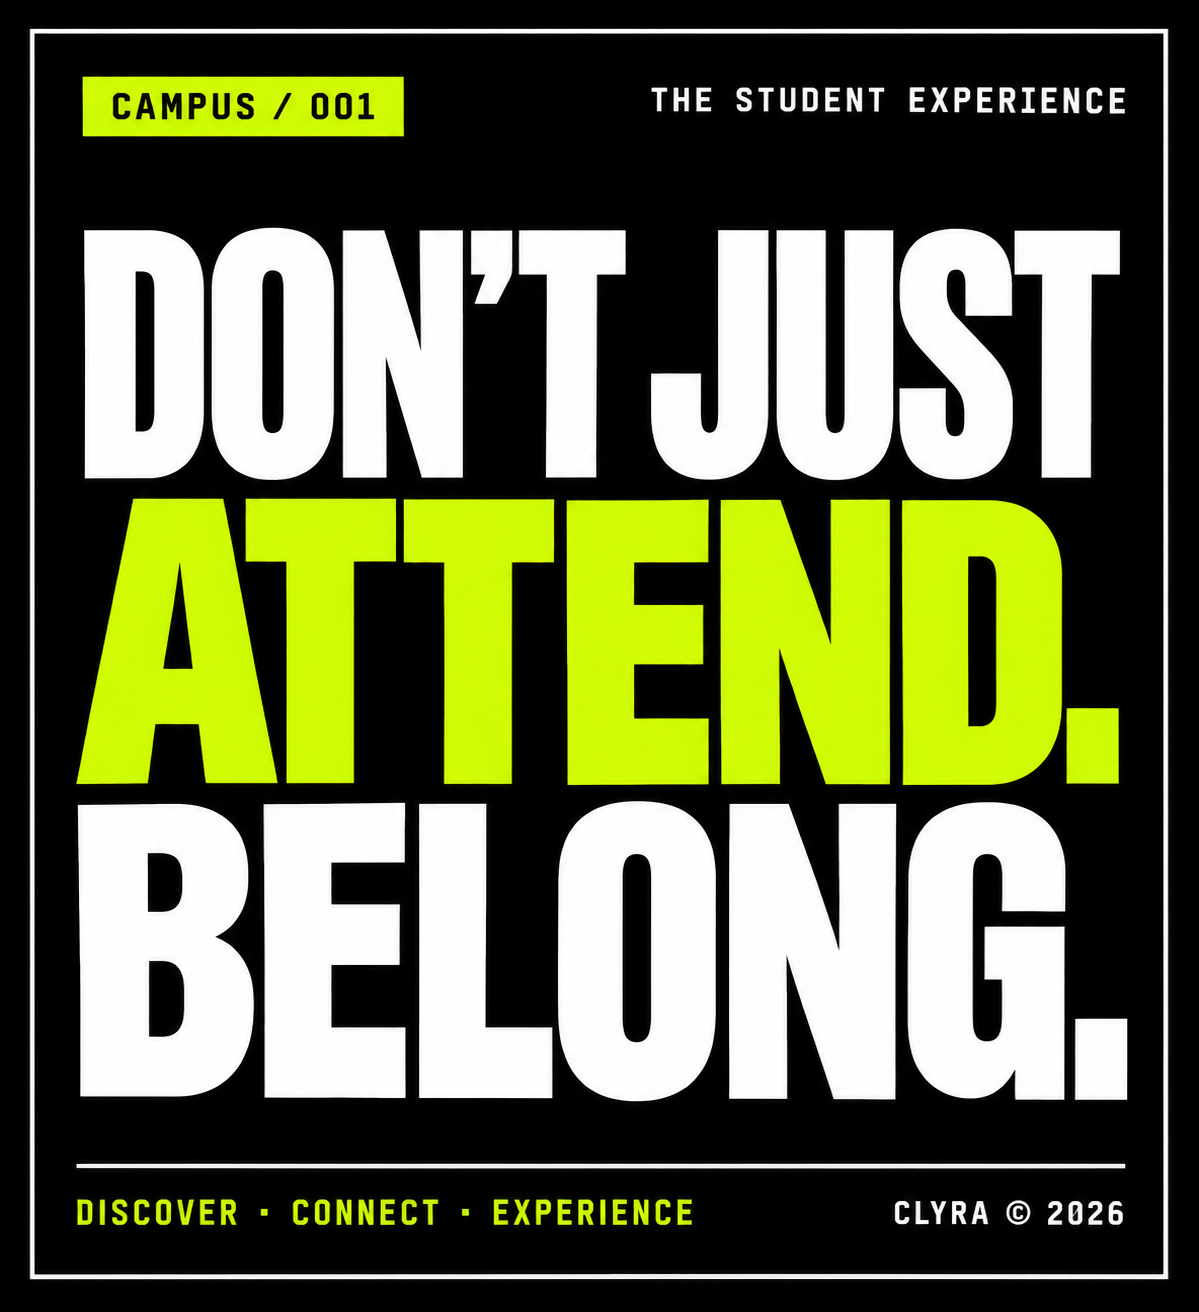 CAMPUS / 001
THE STUDENT EXPERIENCE
DON’T JUST
ATTEND.
BELONG.
DISCOVER · CONNECT · EXPERIENCE
CLYRA © 2026